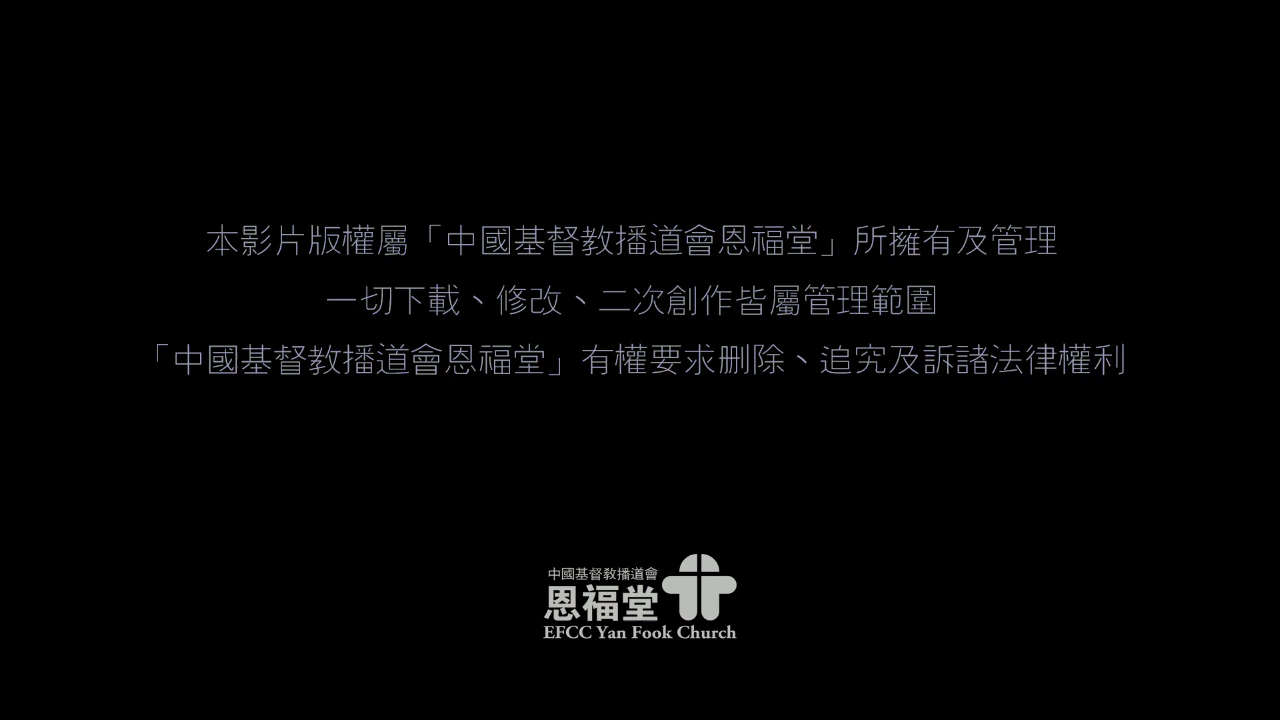 本影片版權屬「中國基督教播道會恩福堂」所擁有及管理
一切下載、修改、二次創作皆屬管理範圍
「中國基督教播道會恩福堂」有權要求刪除、追究及訴諸法律權利
中國基督教播道會
恩福堂
EFCC Yan Fook Church